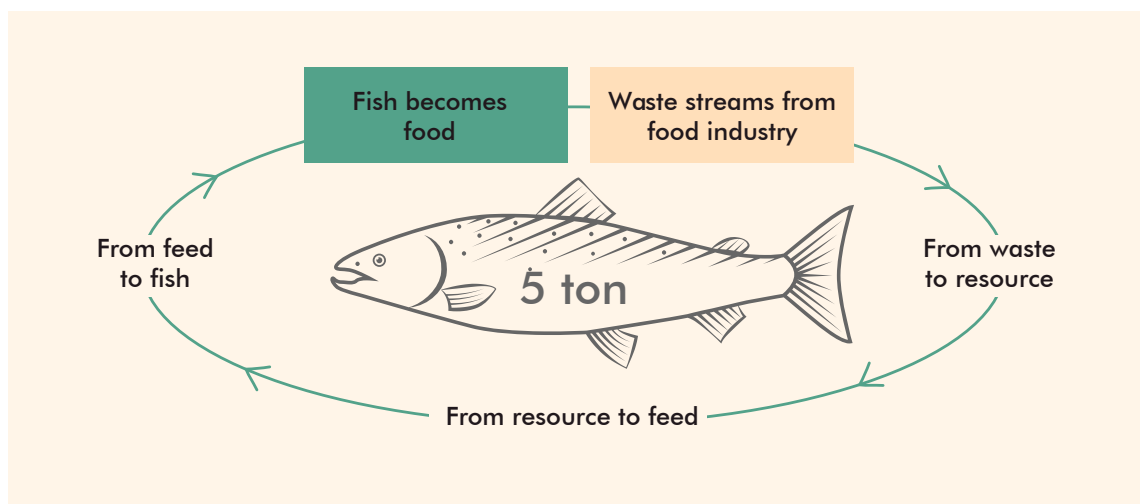 Fish becomes
food
Waste streams from
food industry
From feed
to fish
From waste
to resource
5 ton
From resource to feed